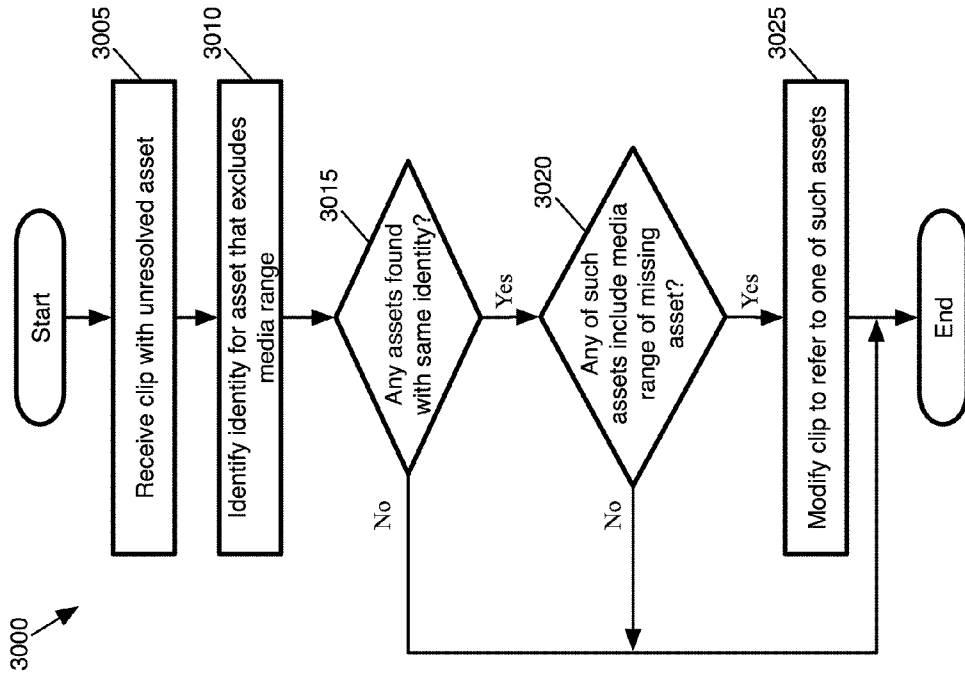 3000
Start
3005
Receive clip with unresolved asset
3010
Identify identity for asset that excludes
media range
3015
Any assets found
with same identity?
No
Yes
3020
Any of such
assets include media
range of missing
asset?
No
Yes
3025
Modify clip to refer to one of such assets
End